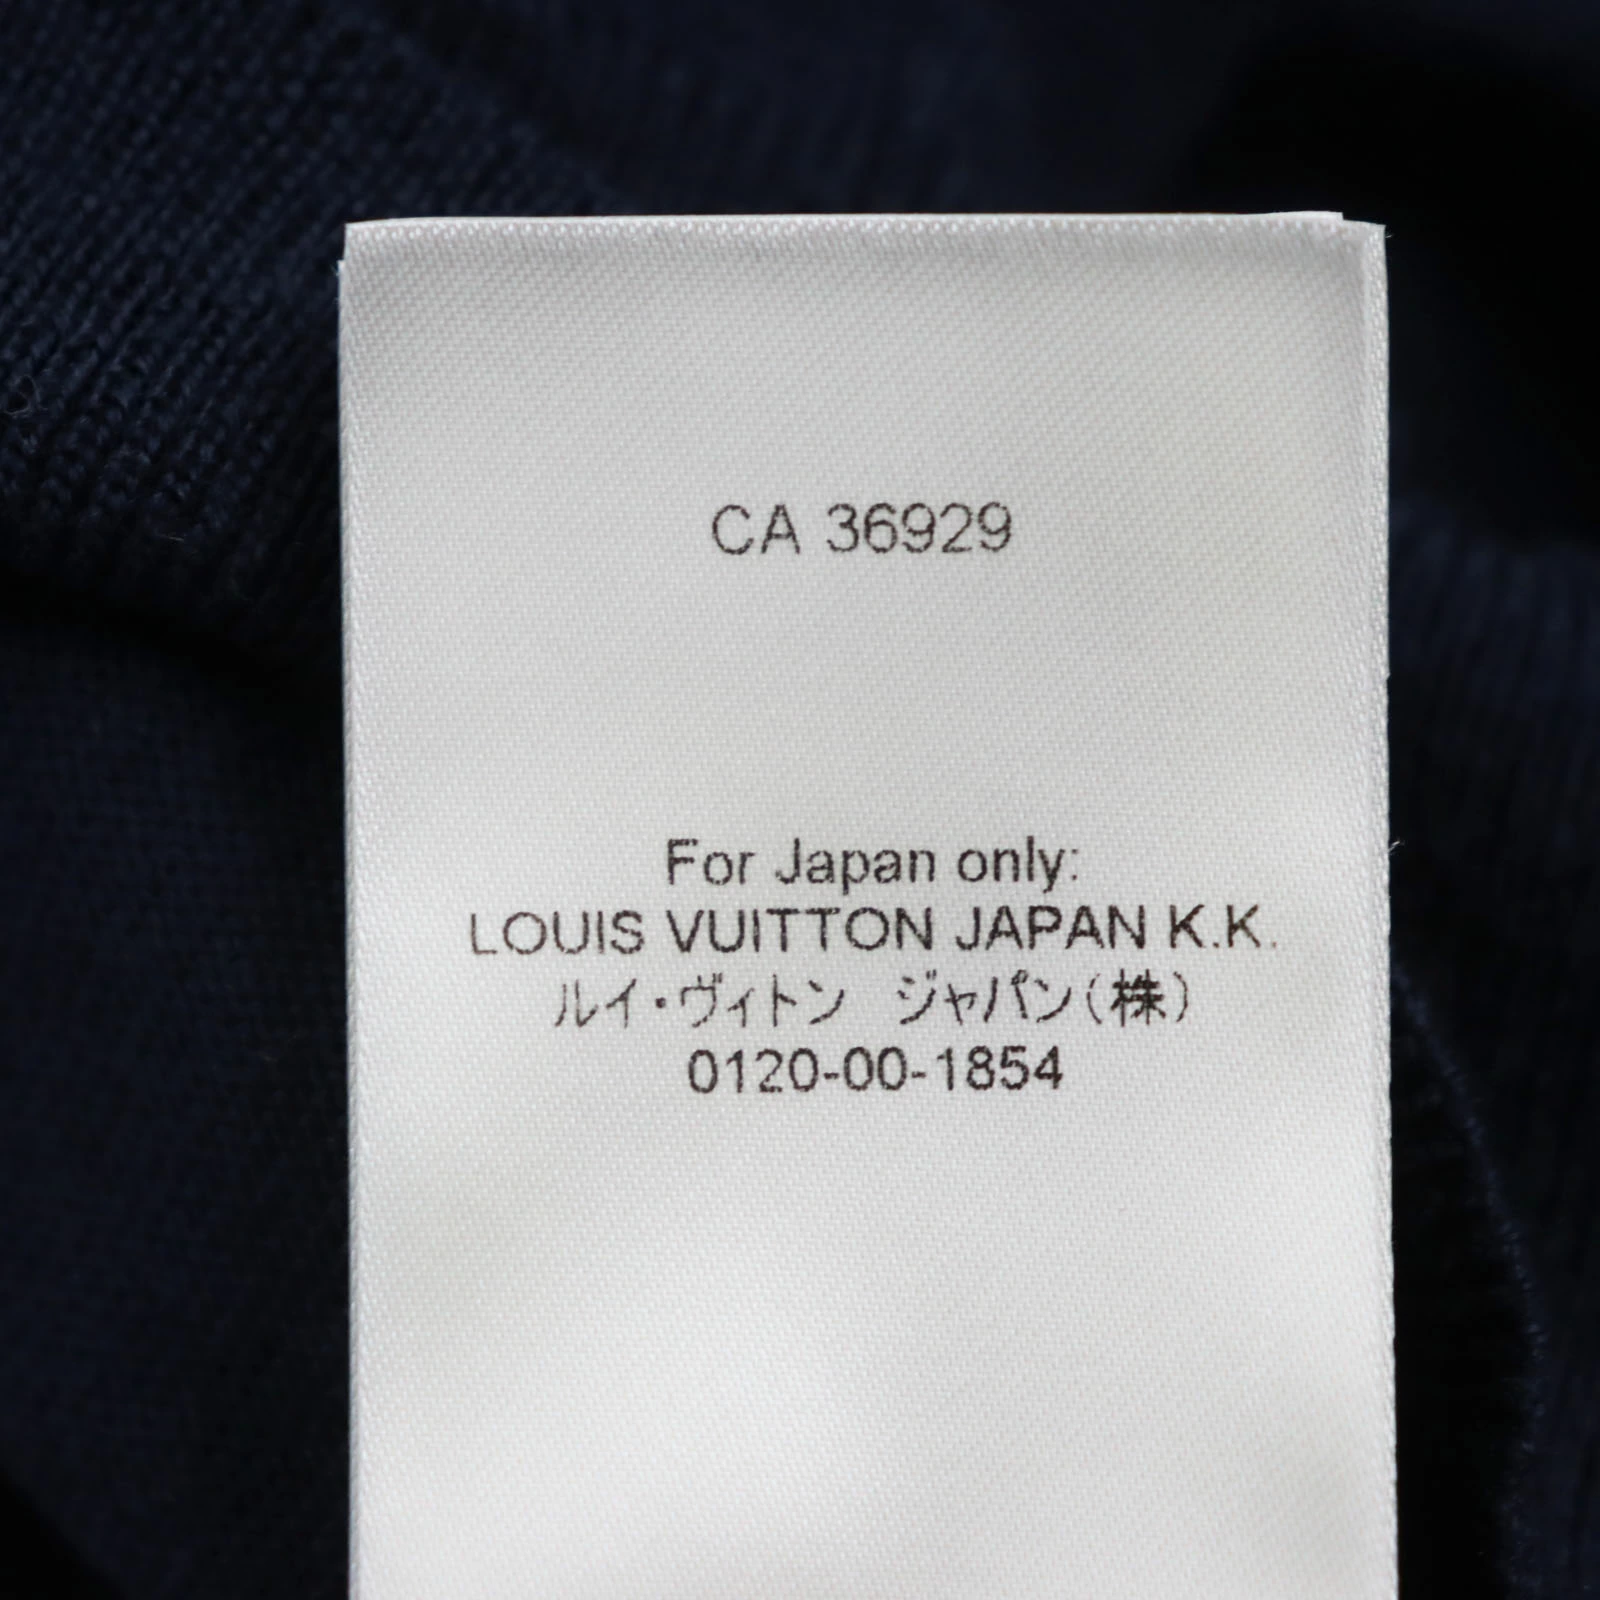 CA 36929
For Japan only:
LOUIS VUITTON JAPAN K.K.
ルイ・ヴィトン　ジャパン(株)
0120-00-1854